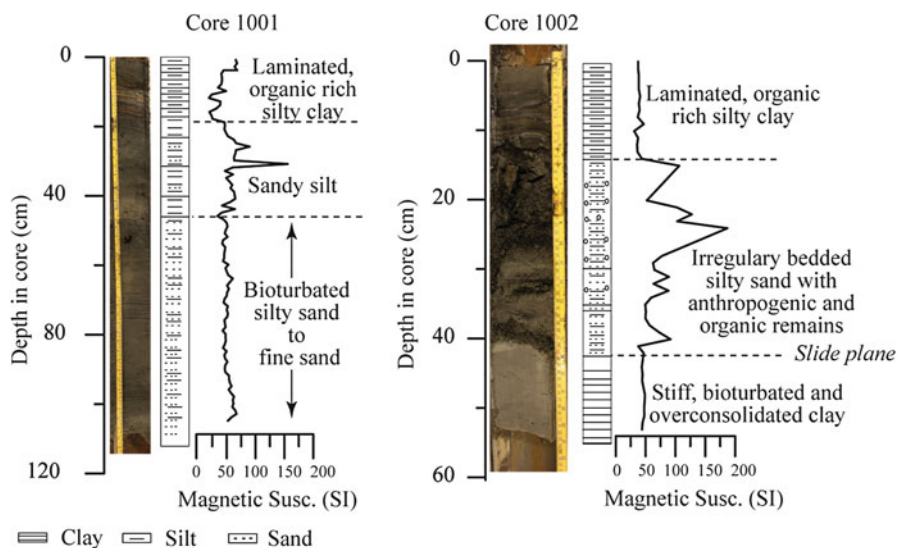 Core 1001
0
40
80
120
Depth in core (cm)
Laminated,
organic rich
silty clay
Sandy silt
Bioturbated
silty sand
to
fine sand
0 50 100 150 200
Magnetic Susc. (SI)
Core 1002
0
20
40
60
Depth in core (cm)
Laminated, organic
rich silty clay
Irregulary bedded
silty sand with
anthropogenic and
organic remains
Slide plane
Stiff, bioturbated and
overconsolidated clay
0 50 100 150 200
Magnetic Susc. (SI)
Clay Silt Sand